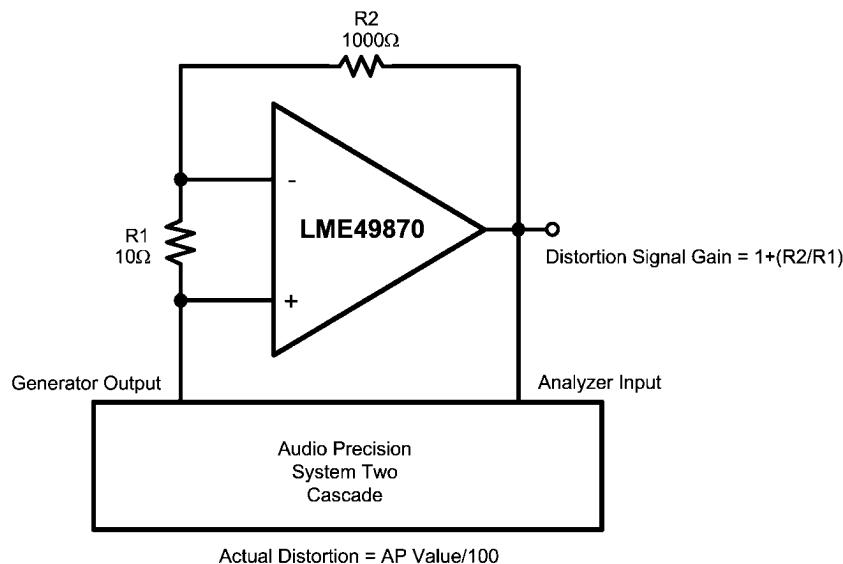 R2
1000Ω
-
R1
10Ω
LME49870
Distortion Signal Gain = 1+(R2/R1)
+
Generator Output
Analyzer Input
Audio Precision
System Two
Cascade
Actual Distortion = AP Value/100